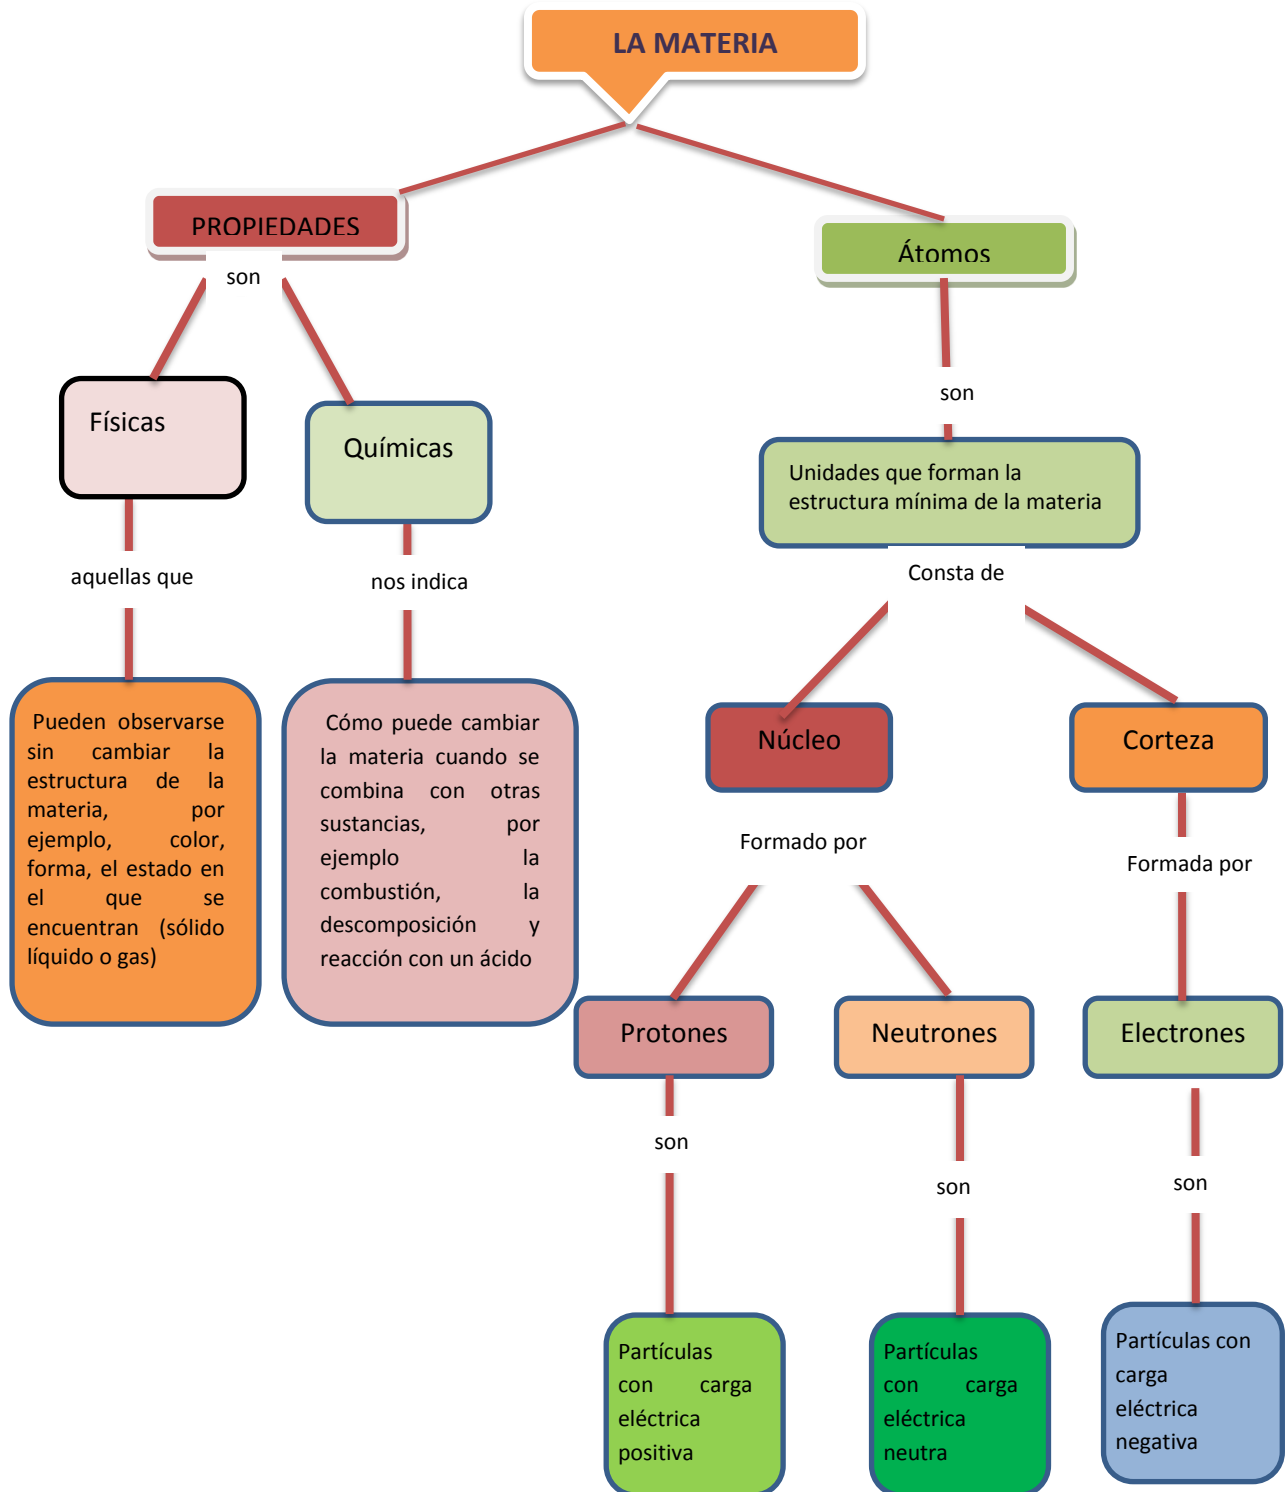 LA MATERIA
PROPIEDADES
Átomos
son
son
Físicas
Químicas
Unidades que forman la
estructura mínima de la materia
aquellas que
nos indica
Consta de
Pueden observarse
sin cambiar la
estructura de la
materia, por
ejemplo, color,
forma, el estado en
el que se
encuentran (sólido
líquido o gas)
Cómo puede cambiar
la materia cuando se
combina con otras
sustancias, por
ejemplo la
combustión, la
descomposición y
reacción con un ácido
Núcleo
Corteza
Formado por
Formada por
Protones
Neutrones
Electrones
son
son
son
Partículas
con carga
eléctrica
positiva
Partículas
con carga
eléctrica
neutra
Partículas con
carga
eléctrica
negativa